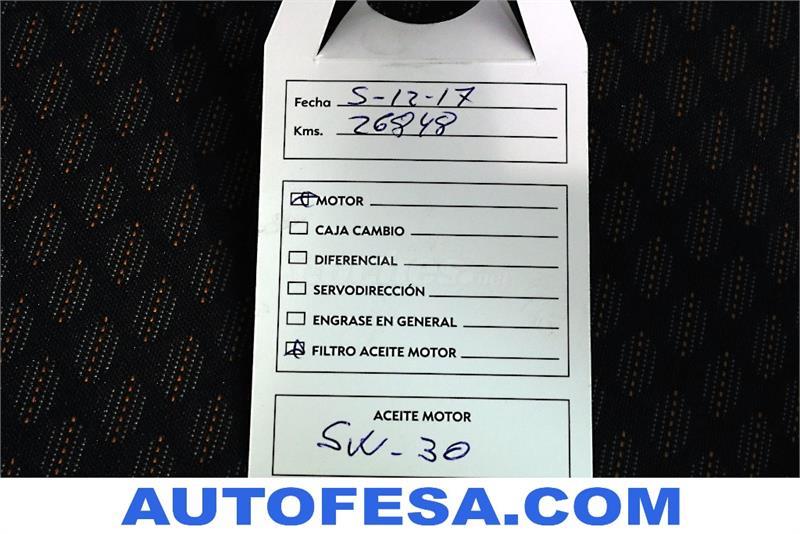 Fecha 5-12-17
Kms. 26848
MOTOR
CAJA CAMBIO
DIFERENCIAL
SERVODIRECCIÓN
ENGRASE EN GENERAL
FILTRO ACEITE MOTOR
ACEITE MOTOR
5W-30
AUTOFESA.COM